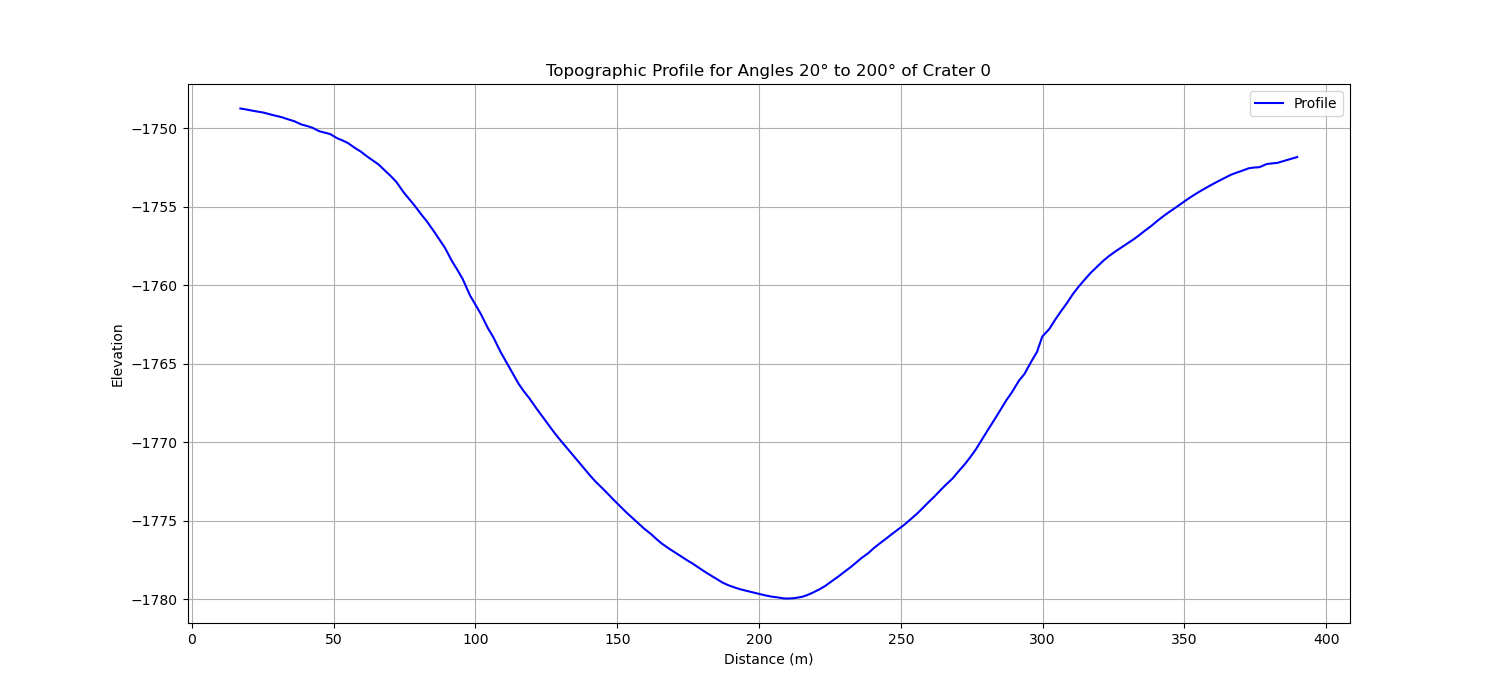 Topographic Profile for Angles 20° to 200° of Crater 0
Profile
Elevation
−1750
−1755
−1760
−1765
−1770
−1775
−1780
0 50 100 150 200 250 300 350 400
Distance (m)